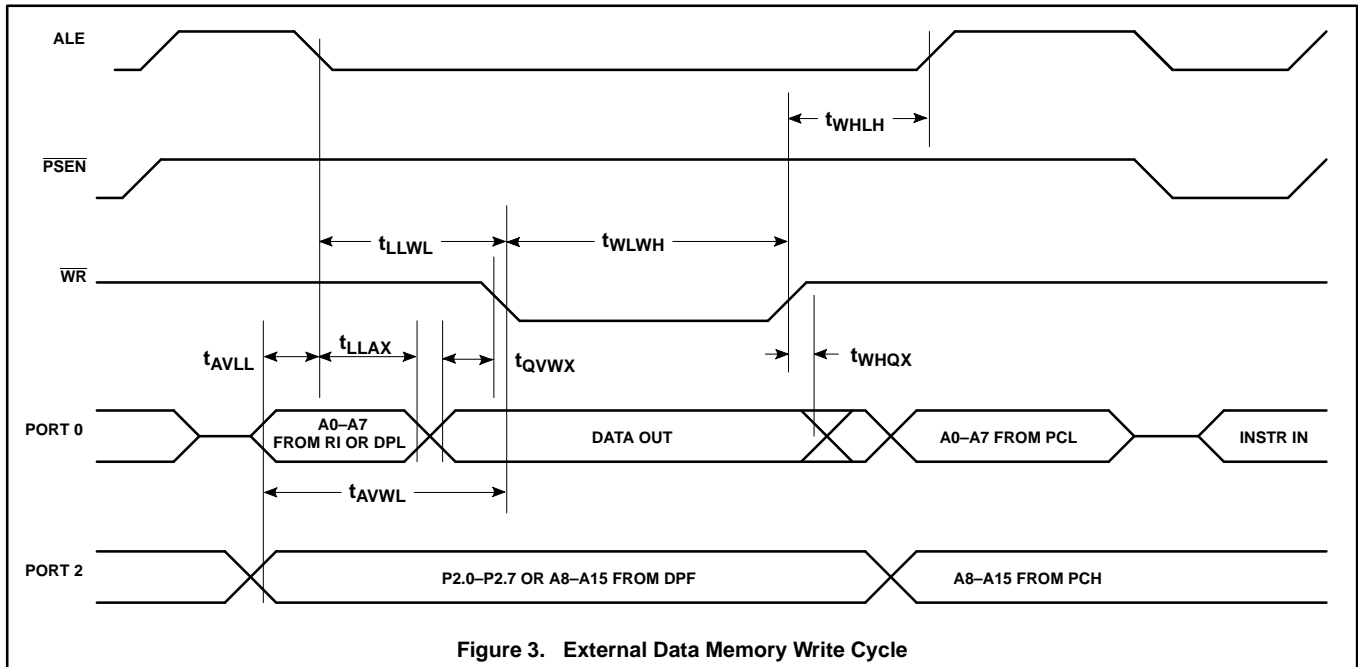 ALE
tWHLH
PSEN
tLLWL
tWLWH
WR
tAVLL
tLLAX
tQVWX
tWHQX
PORT 0
A0–A7
FROM RI OR DPL
DATA OUT
A0–A7 FROM PCL
INSTR IN
tAVWL
PORT 2
P2.0–P2.7 OR A8–A15 FROM DPF
A8–A15 FROM PCH
Figure 3. External Data Memory Write Cycle